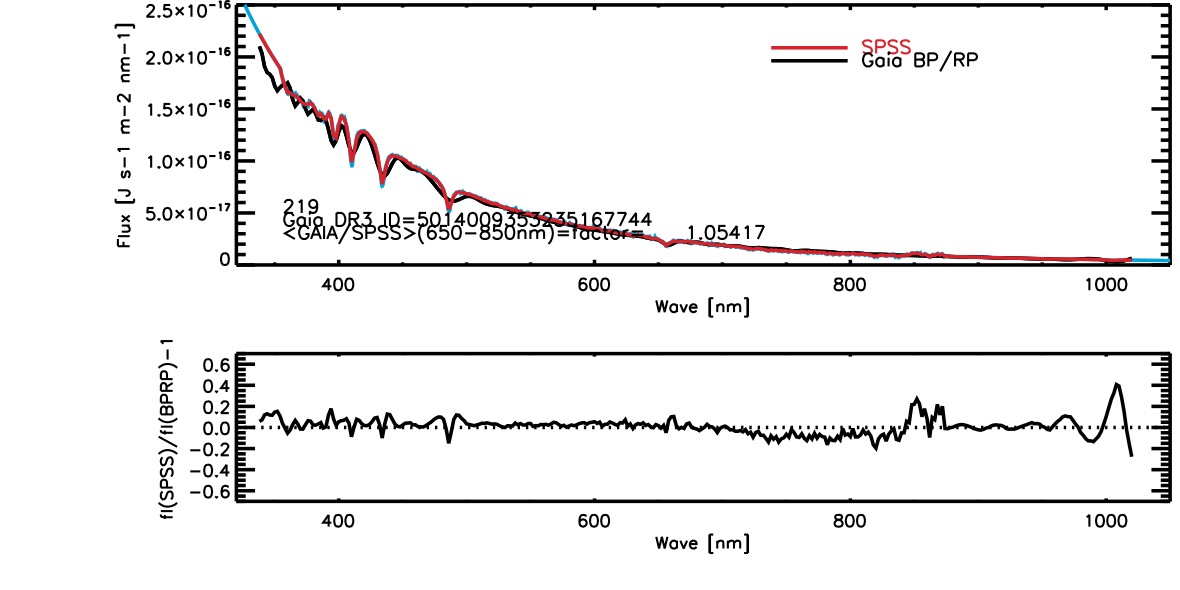 2.5×10−16
2.0×10−16
1.5×10−16
1.0×10−16
5.0×10−17
0
Flux [J s−1 m−2 nm−1]
SPSS
Gaia BP/RP
219
Gaia DR3 ID=5014009353235167744
<GAIA/SPSS>(650−850nm)=factor= 1.05417
400 600 800 1000
Wave [nm]
0.6
0.4
0.2
0.0
−0.2
−0.4
−0.6
fl(SPSS)/fl(BPRP)−1
400 600 800 1000
Wave [nm]